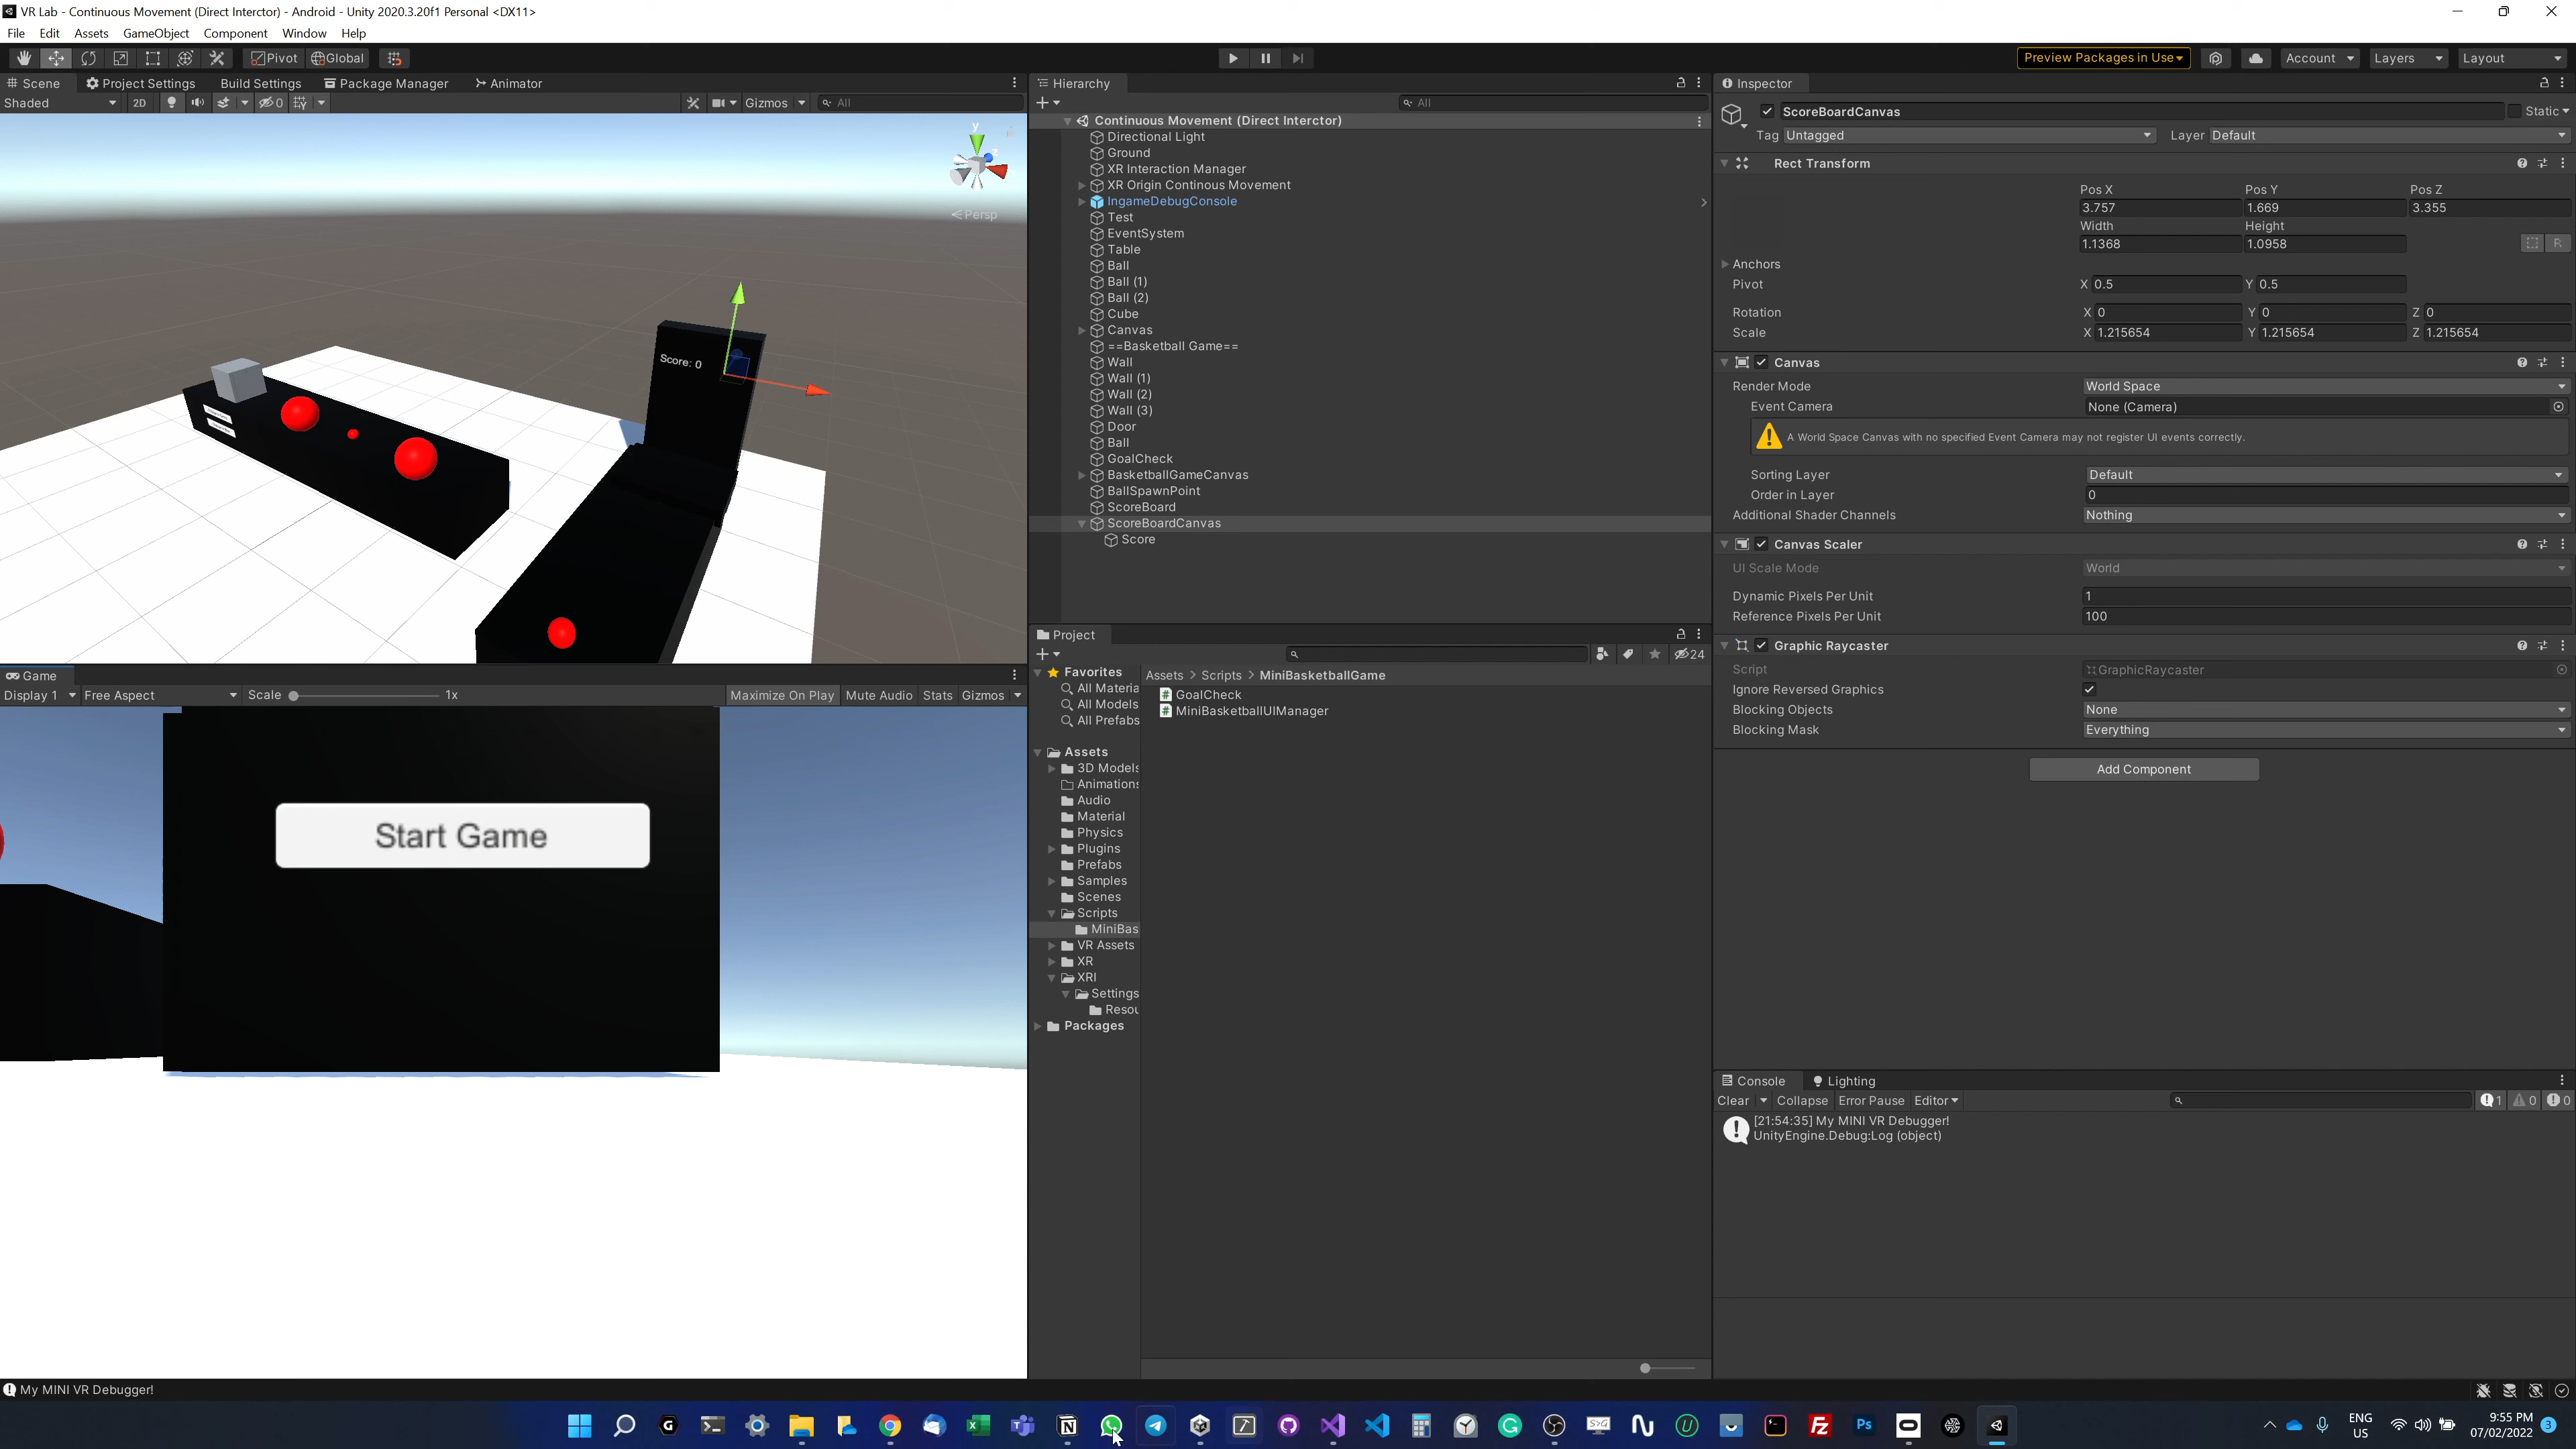 VR Lab - Continuous Movement (Direct Interctor) - Android - Unity 2020.3.20f1 Personal <DX11>
File Edit Assets GameObject Component Window Help
Pivot Global
Preview Packages in Use Account Layers Layout
Scene Project Settings Build Settings Package Manager Animator
Shaded 2D 0 Gizmos All
y
z
Persp
Score: 0
Game
Display 1 Free Aspect Scale 1x Maximize On Play Mute Audio Stats Gizmos
Start Game
Hierarchy
All
Continuous Movement (Direct Interctor)
Directional Light
Ground
XR Interaction Manager
XR Origin Continous Movement
IngameDebugConsole
Test
EventSystem
Table
Ball
Ball (1)
Ball (2)
Cube
Canvas
==Basketball Game==
Wall
Wall (1)
Wall (2)
Wall (3)
Door
Ball
GoalCheck
BasketballGameCanvas
BallSpawnPoint
ScoreBoard
ScoreBoardCanvas
Score
Project
24
Favorites
All Materia
All Models
All Prefabs
Assets
3D Models
Animations
Audio
Material
Physics
Plugins
Prefabs
Samples
Scenes
Scripts
MiniBas
VR Assets
XR
XRI
Settings
Resou
Packages
Assets > Scripts > MiniBasketballGame
GoalCheck
MiniBasketballUIManager
Inspector
ScoreBoardCanvas Static
Tag Untagged Layer Default
Rect Transform
Pos X Pos Y Pos Z
3.757 1.669 3.355
Width Height
1.1368 1.0958 R
Anchors
Pivot X 0.5 Y 0.5
Rotation X 0 Y 0 Z 0
Scale X 1.215654 Y 1.215654 Z 1.215654
Canvas
Render Mode World Space
Event Camera None (Camera)
A World Space Canvas with no specified Event Camera may not register UI events correctly.
Sorting Layer Default
Order in Layer 0
Additional Shader Channels Nothing
Canvas Scaler
UI Scale Mode World
Dynamic Pixels Per Unit 1
Reference Pixels Per Unit 100
Graphic Raycaster
Script GraphicRaycaster
Ignore Reversed Graphics
Blocking Objects None
Blocking Mask Everything
Add Component
Console Lighting
Clear Collapse Error Pause Editor 1 0 0
[21:54:35] My MINI VR Debugger!
UnityEngine.Debug:Log (object)
My MINI VR Debugger!
ENG
US
9:55 PM
07/02/2022
3